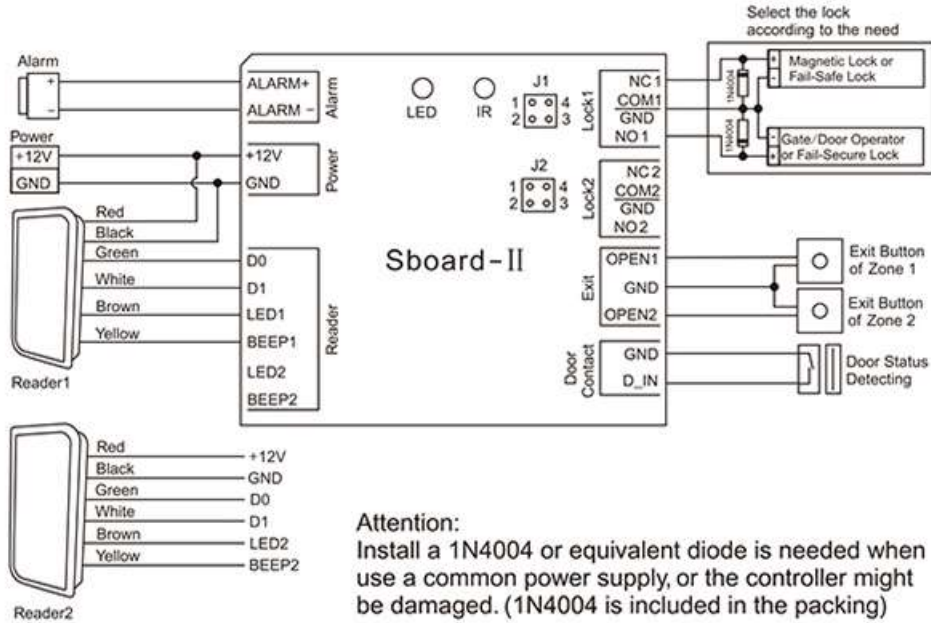 Select the lock
according to the need
Alarm
+
-
ALARM+
ALARM -
Alarm
LED
IR
J1
1 4
2 3
NC 1
COM1
GND
NO 1
Lock1
1N4004
1N4004
+ Magnetic Lock or
- Fail-Safe Lock
- Gate/Door Operator
+ or Fail-Secure Lock
Power
+12V
GND
+12V
GND
Power
J2
1 4
2 3
NC 2
COM2
GND
NO 2
Lock2
Sboard-II
Red
Black
Green
White
Brown
Yellow
Reader1
D0
D1
LED1
BEEP1
LED2
BEEP2
Reader
OPEN1
GND
OPEN2
Exit
Exit Button
of Zone 1
Exit Button
of Zone 2
GND
D_IN
Door
Contact
Door Status
Detecting
Red
Black
Green
White
Brown
Yellow
+12V
GND
D0
D1
LED2
BEEP2
Reader2
Attention:
Install a 1N4004 or equivalent diode is needed when
use a common power supply, or the controller might
be damaged. (1N4004 is included in the packing)